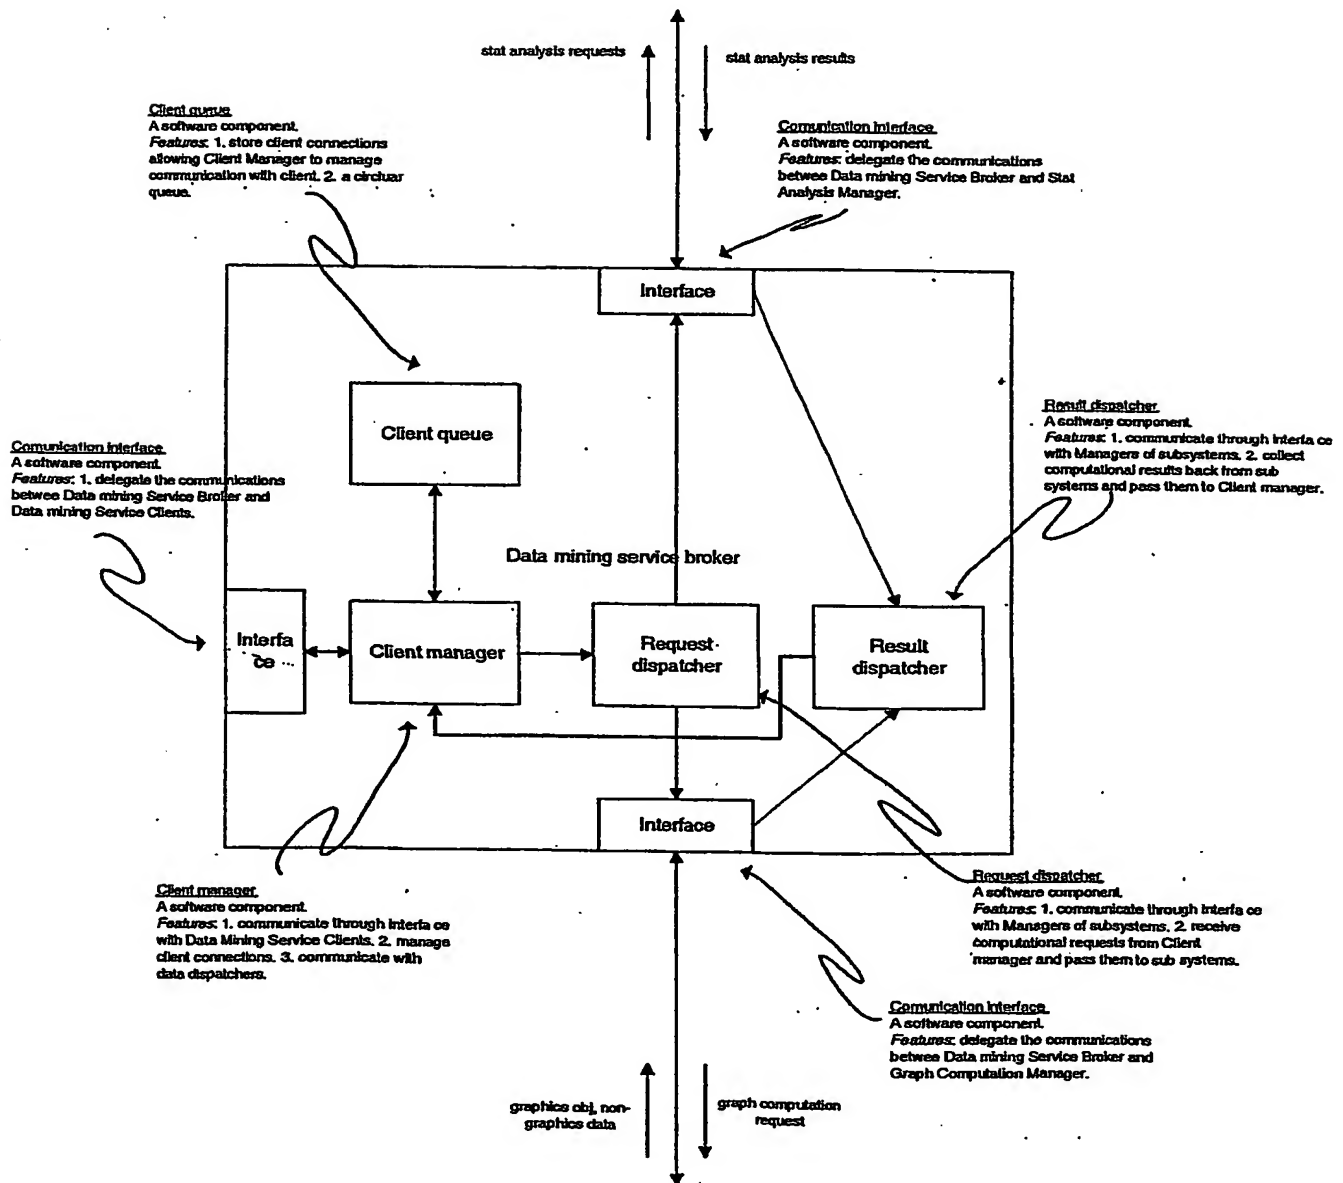 stat analysis requests
stat analysis results
Client queue
A software component.
Features: 1. store client connections
allowing Client Manager to manage
communication with client. 2. a circluar
queue.
Comunication interface
A software component.
Features: delegate the communications
betwee Data mining Service Broker and Stat
Analysis Manager.
Interface
Client queue
Result dispatcher
A software component.
Features: 1. communicate through interfa ce
with Managers of subsystems. 2. collect
computational results back from sub
systems and pass them to Client manager.
Comunication interface
A software component.
Features: 1. delegate the communications
betwee Data mining Service Broker and
Data mining Service Clients.
Data mining service broker
Interfa
ce
Client manager
Request
dispatcher
Result
dispatcher
Interface
Client manager
A software component.
Features: 1. communicate through interfa ce
with Data Mining Service Clients. 2. manage
client connections. 3. communicate with
data dispatchers.
Request dispatcher
A software component.
Features: 1. communicate through interfa ce
with Managers of subsystems. 2. receive
computational requests from Client
manager and pass them to sub systems.
Comunication interface
A software component.
Features: delegate the communications
betwee Data mining Service Broker and
Graph Computation Manager.
graphics obj, non-
graphics data
graph computation
request